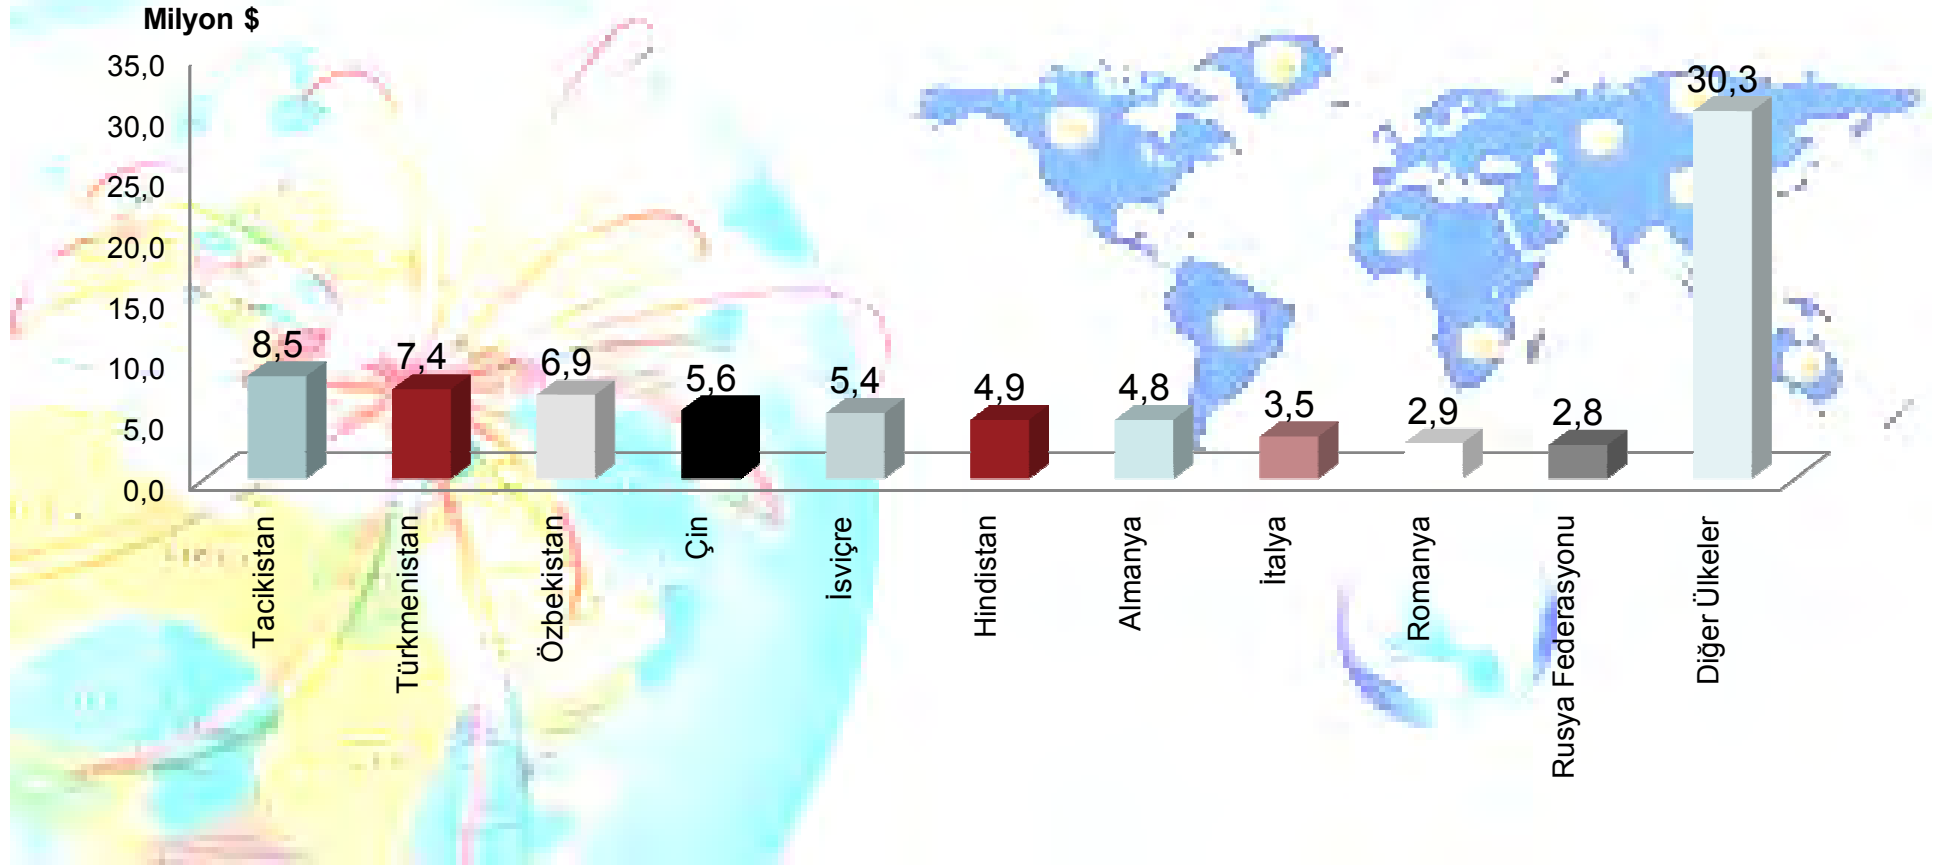 Milyon $
35,0
30,0
25,0
20,0
15,0
10,0
5,0
0,0
8,5
7,4
6,9
5,6
5,4
4,9
4,8
3,5
2,9
2,8
30,3
Tacikistan
Türkmenistan
Özbekistan
Çin
İsviçre
Hindistan
Almanya
İtalya
Romanya
Rusya Federasyonu
Diğer Ülkeler